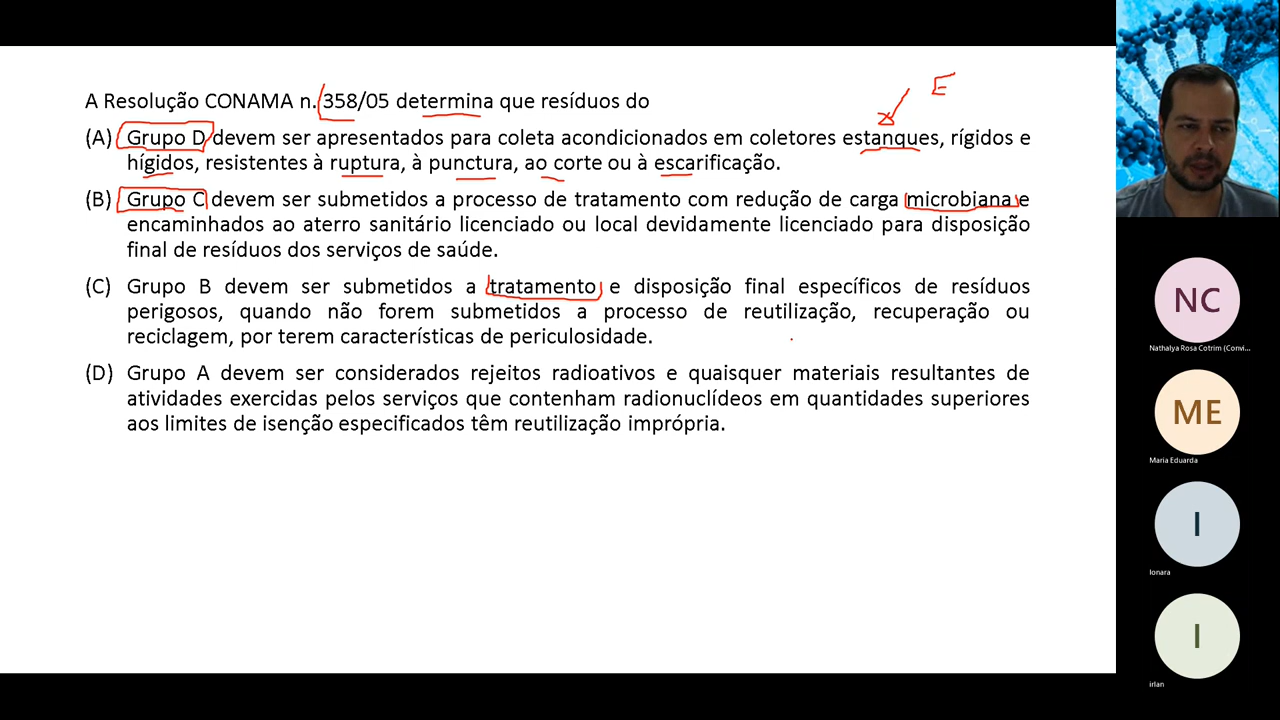 A Resolução CONAMA n. 358/05 determina que resíduos do
E
(A) Grupo D devem ser apresentados para coleta acondicionados em coletores estanques, rígidos e
hígidos, resistentes à ruptura, à punctura, ao corte ou à escarificação.
(B) Grupo C devem ser submetidos a processo de tratamento com redução de carga microbiana e
encaminhados ao aterro sanitário licenciado ou local devidamente licenciado para disposição
final de resíduos dos serviços de saúde.
(C) Grupo B devem ser submetidos a tratamento e disposição final específicos de resíduos
perigosos, quando não forem submetidos a processo de reutilização, recuperação ou
reciclagem, por terem características de periculosidade.
(D) Grupo A devem ser considerados rejeitos radioativos e quaisquer materiais resultantes de
atividades exercidas pelos serviços que contenham radionuclídeos em quantidades superiores
aos limites de isenção especificados têm reutilização imprópria.
NC
Nathalya Rosa Cotrim (Convi...
ME
Maria Eduarda
I
Ionara
I
irlan